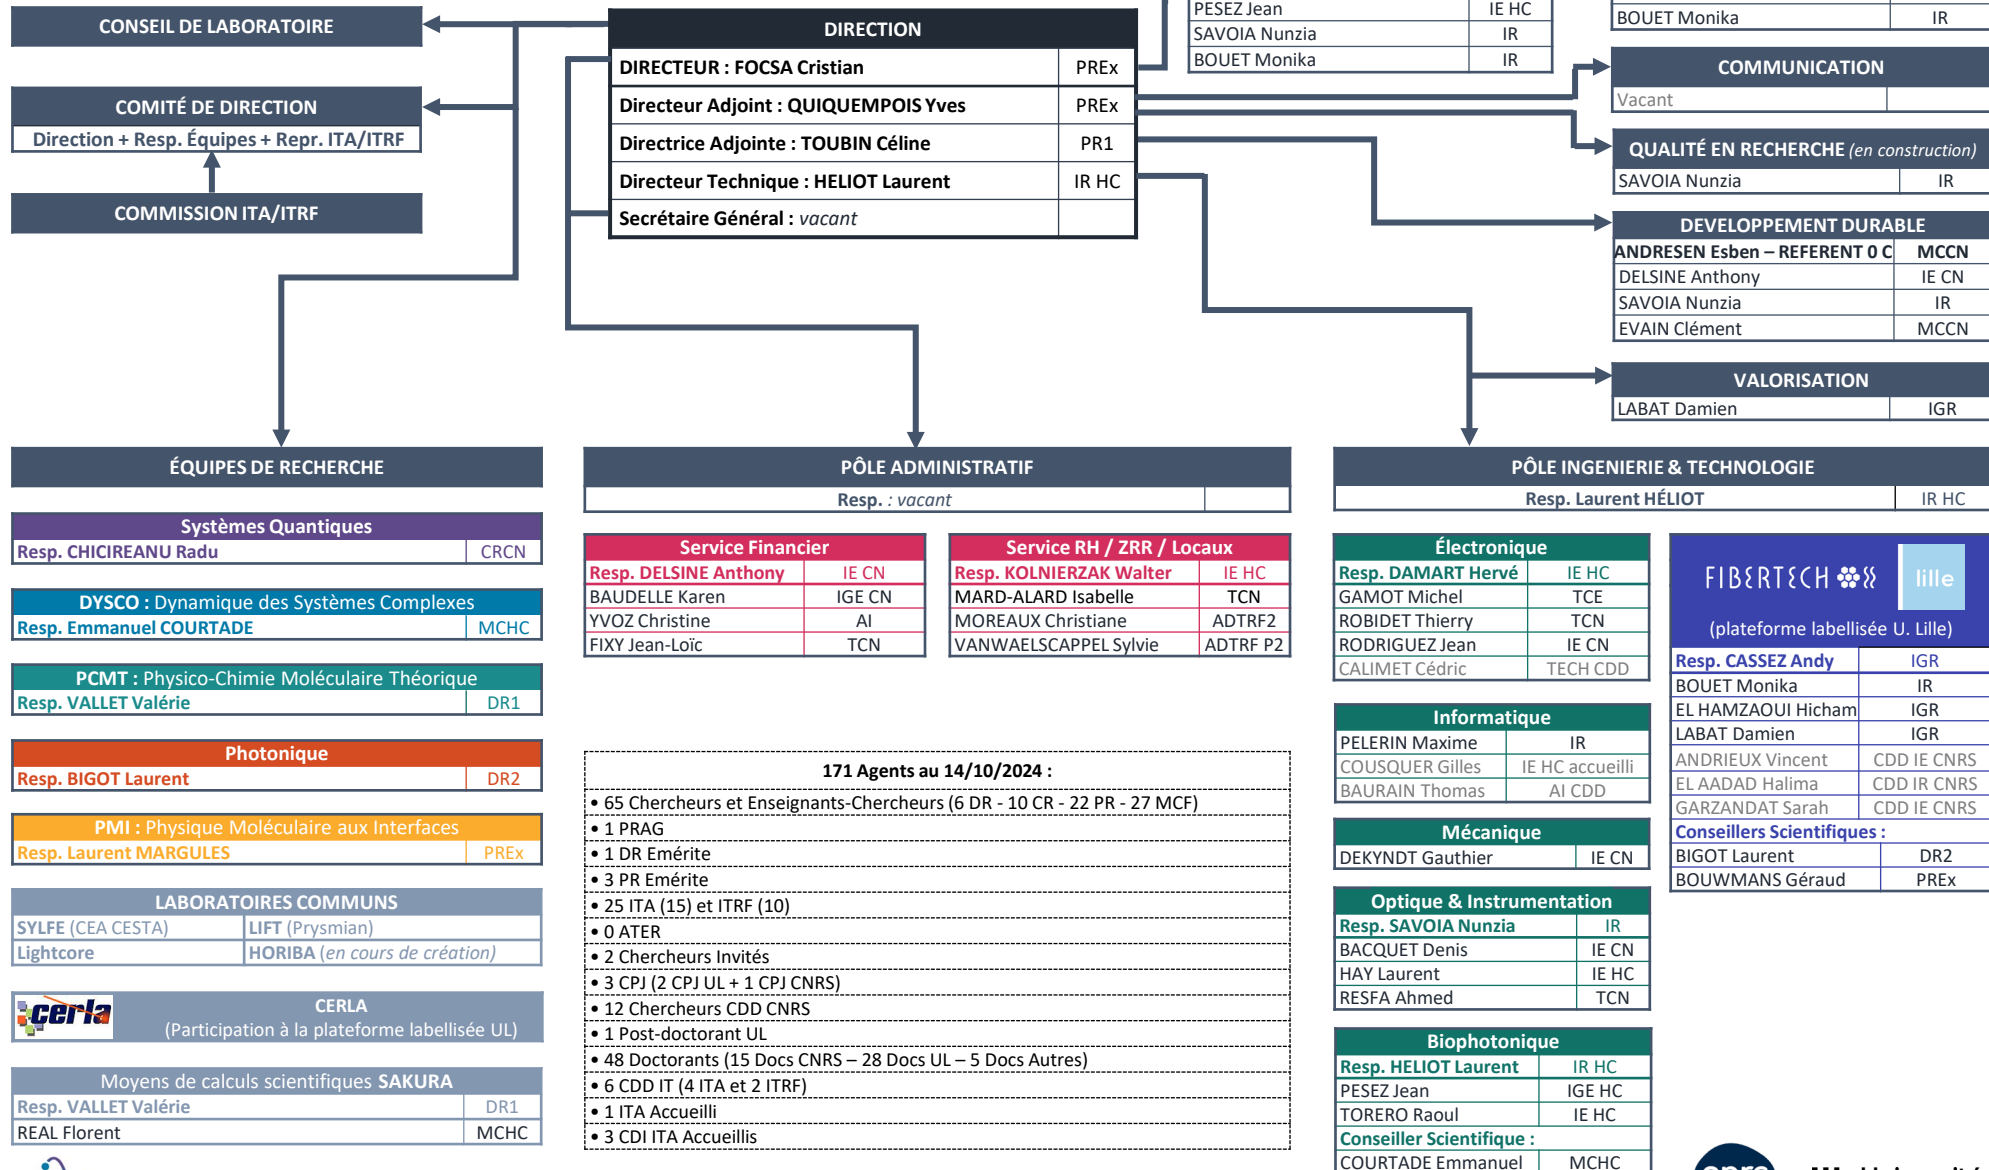 CONSEIL DE LABORATOIRE
COMITÉ DE DIRECTION
Direction + Resp. Équipes + Repr. ITA/ITRF
COMMISSION ITA/ITRF
DIRECTION
DIRECTEUR : FOCSA Cristian PREx
Directeur Adjoint : QUIQUEMPOIS Yves PREx
Directrice Adjointe : TOUBIN Céline PR1
Directeur Technique : HELIOT Laurent IR HC
Secrétaire Général : vacant
PESEZ Jean IE HC
SAVOIA Nunzia IR
BOUET Monika IR
BOUET Monika IR
COMMUNICATION
Vacant
QUALITÉ EN RECHERCHE (en construction)
SAVOIA Nunzia IR
DEVELOPPEMENT DURABLE
ANDRESEN Esben – REFERENT 0 C MCCN
DELSINE Anthony IE CN
SAVOIA Nunzia IR
EVAIN Clément MCCN
VALORISATION
LABAT Damien IGR
ÉQUIPES DE RECHERCHE
Systèmes Quantiques
Resp. CHICIREANU Radu CRCN
DYSCO : Dynamique des Systèmes Complexes
Resp. Emmanuel COURTADE MCHC
PCMT : Physico-Chimie Moléculaire Théorique
Resp. VALLET Valérie DR1
Photonique
Resp. BIGOT Laurent DR2
PMI : Physique Moléculaire aux Interfaces
Resp. Laurent MARGULES PREx
LABORATOIRES COMMUNS
SYLFE (CEA CESTA) LIFT (Prysmian)
Lightcore HORIBA (en cours de création)
cerla
CERLA
(Participation à la plateforme labellisée UL)
Moyens de calculs scientifiques SAKURA
Resp. VALLET Valérie DR1
REAL Florent MCHC
PÔLE ADMINISTRATIF
Resp. : vacant
Service Financier
Resp. DELSINE Anthony IE CN
BAUDELLE Karen IGE CN
YVOZ Christine AI
FIXY Jean-Loïc TCN
Service RH / ZRR / Locaux
Resp. KOLNIERZAK Walter IE HC
MARD-ALARD Isabelle TCN
MOREAUX Christiane ADTRF2
VANWAELSCAPPEL Sylvie ADTRF P2
171 Agents au 14/10/2024 :
• 65 Chercheurs et Enseignants-Chercheurs (6 DR - 10 CR - 22 PR - 27 MCF)
• 1 PRAG
• 1 DR Emérite
• 3 PR Emérite
• 25 ITA (15) et ITRF (10)
• 0 ATER
• 2 Chercheurs Invités
• 3 CPJ (2 CPJ UL + 1 CPJ CNRS)
• 12 Chercheurs CDD CNRS
• 1 Post-doctorant UL
• 48 Doctorants (15 Docs CNRS – 28 Docs UL – 5 Docs Autres)
• 6 CDD IT (4 ITA et 2 ITRF)
• 1 ITA Accueilli
• 3 CDI ITA Accueillis
PÔLE INGENIERIE & TECHNOLOGIE
Resp. Laurent HÉLIOT IR HC
Électronique
Resp. DAMART Hervé IE HC
GAMOT Michel TCE
ROBIDET Thierry TCN
RODRIGUEZ Jean IE CN
CALIMET Cédric TECH CDD
Informatique
PELERIN Maxime IR
COUSQUER Gilles IE HC accueilli
BAURAIN Thomas AI CDD
Mécanique
DEKYNDT Gauthier IE CN
Optique & Instrumentation
Resp. SAVOIA Nunzia IR
BACQUET Denis IE CN
HAY Laurent IE HC
RESFA Ahmed TCN
Biophotonique
Resp. HELIOT Laurent IR HC
PESEZ Jean IGE HC
TORERO Raoul IE HC
Conseiller Scientifique :
COURTADE Emmanuel MCHC
FIBERTECH lille
(plateforme labellisée U. Lille)
Resp. CASSEZ Andy IGR
BOUET Monika IR
EL HAMZAOUI Hicham IGR
LABAT Damien IGR
ANDRIEUX Vincent CDD IE CNRS
EL AADAD Halima CDD IR CNRS
GARZANDAT Sarah CDD IE CNRS
Conseillers Scientifiques :
BIGOT Laurent DR2
BOUWMANS Géraud PREx